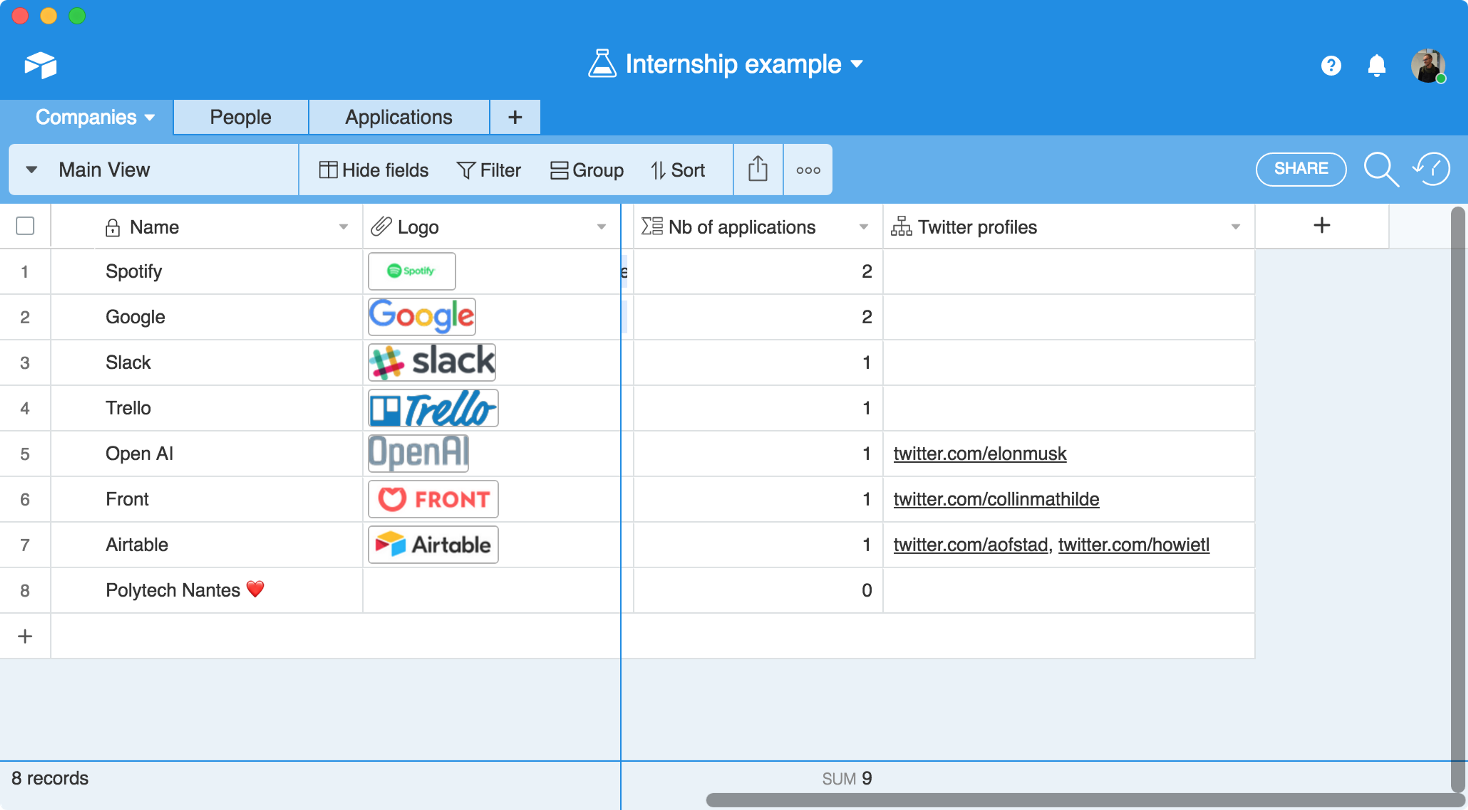 Internship example
?
Companies People Applications +
Main View Hide fields Filter Group Sort SHARE
Name Logo Nb of applications Twitter profiles +
1 Spotify Spotify e 2
2 Google Google 2
3 Slack slack 1
4 Trello Trello 1
5 Open AI OpenAI 1 twitter.com/elonmusk
6 Front FRONT 1 twitter.com/collinmathilde
7 Airtable Airtable 1 twitter.com/aofstad, twitter.com/howietl
8 Polytech Nantes ❤️ 0
+
8 records SUM 9